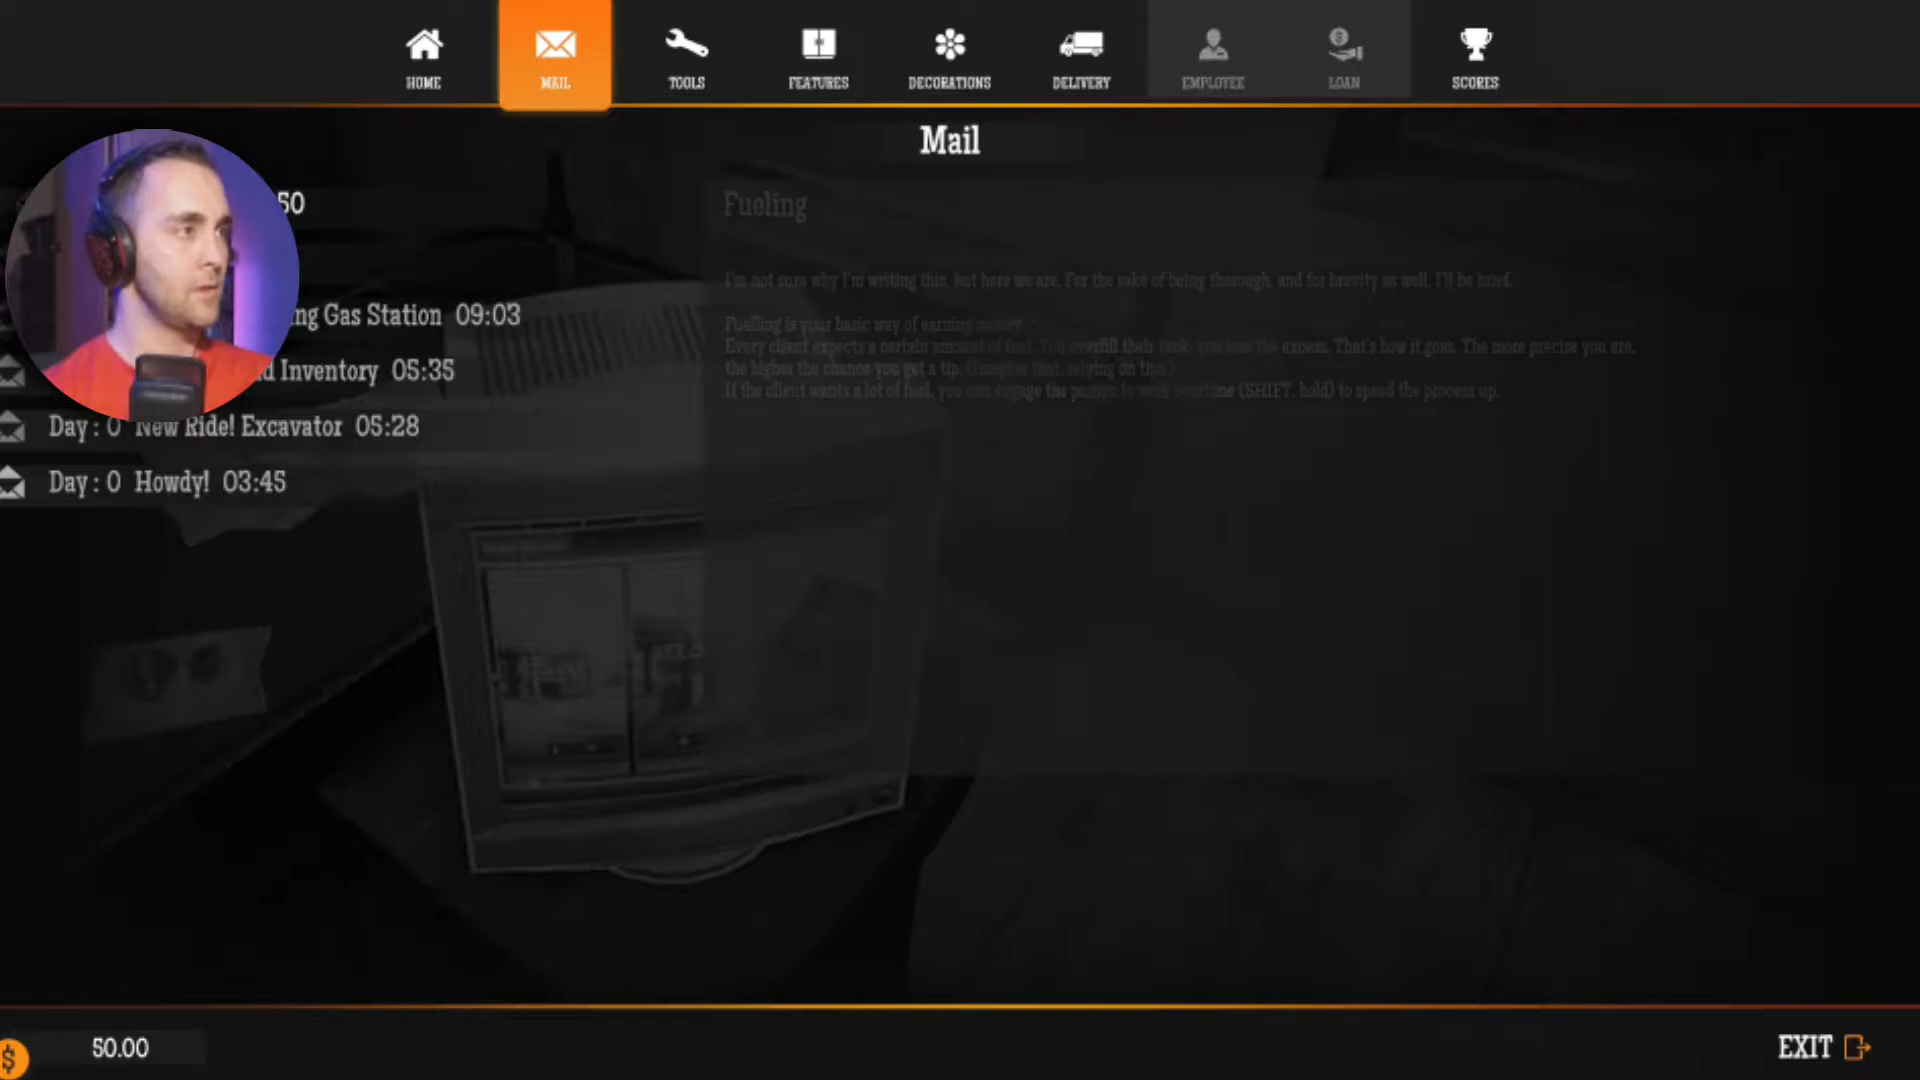 HOME
MAIL
TOOLS
FEATURES
DECORATIONS
DELIVERY
EMPLOYEE
LOAN
SCORES
Mail
50
ng Gas Station 09:03
d Inventory 05:35
Day : 0 New Ride! Excavator 05:28
Day : 0 Howdy! 03:45
Fueling
I'm not sure why I'm writing this, but here we are. For the sake of being thorough, and for brevity as well, I'll be brief.
Fuelling is your basic way of earning money.
Every client expects a certain amount of fuel. You overfill their tank, you lose the excess. That's how it goes. The more precise you are,
the higher the chance you get a tip. (Imagine that, relying on tips.)
If the client wants a lot of fuel, you can engage the pumps to work overtime (SHIFT, hold) to speed the process up.
$ 50.00
EXIT